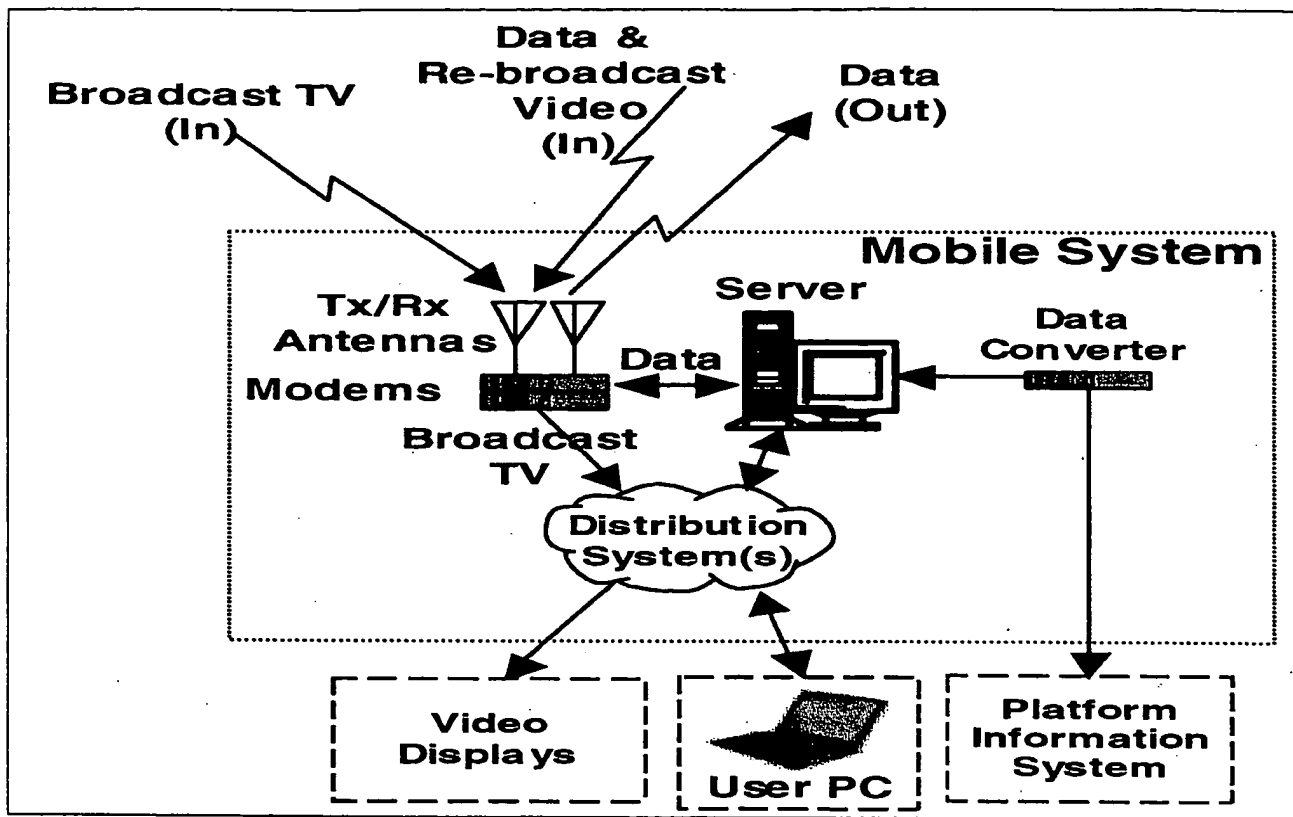 Data &
Re-broadcast
Video
(In)
Broadcast TV
(In)
Data
(Out)
Mobile System
Tx/Rx
Antennas
Modems
Data
Server
Data
Converter
Broadcast
TV
Distribution
System(s)
Video
Displays
User PC
Platform
Information
System